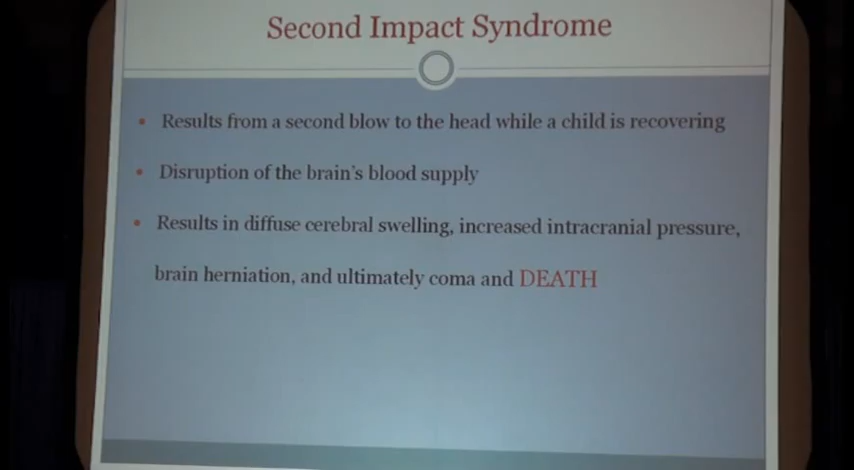 Second Impact Syndrome
• Results from a second blow to the head while a child is recovering
• Disruption of the brain's blood supply
• Results in diffuse cerebral swelling, increased intracranial pressure,
brain herniation, and ultimately coma and DEATH